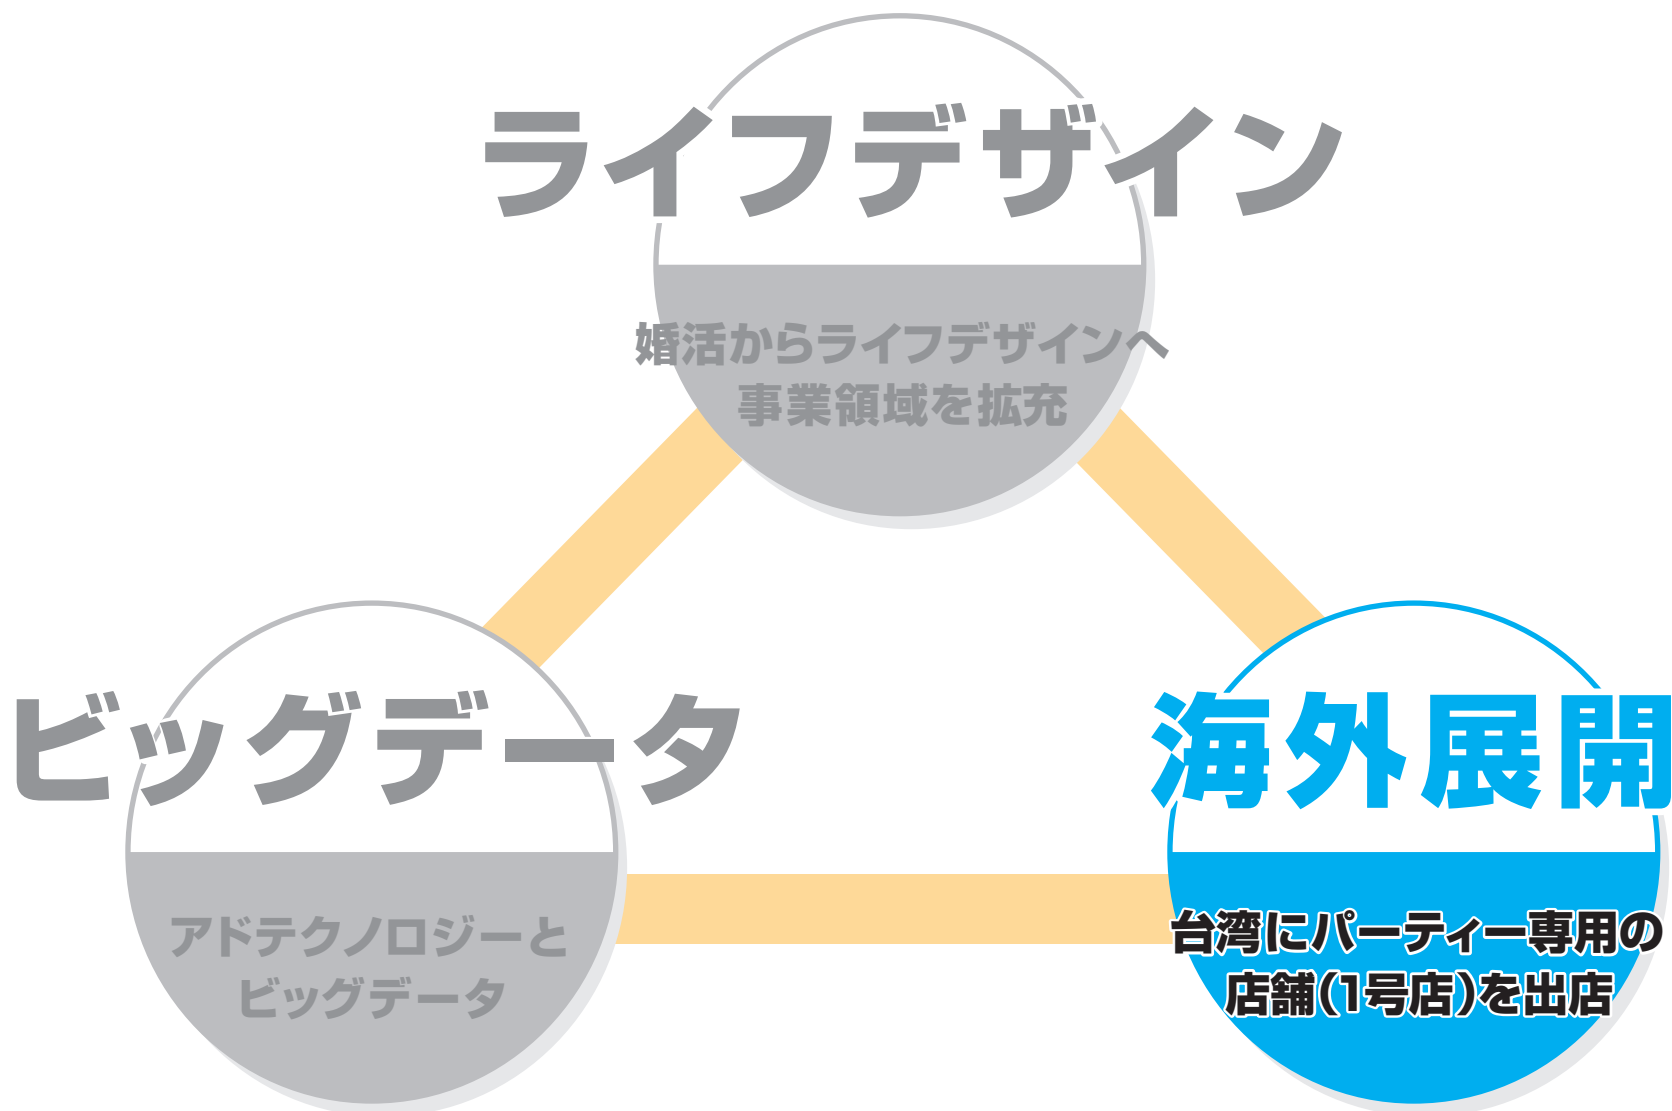 ライフデザイン
婚活からライフデザインへ
事業領域を拡充
ビッグデータ
アドテクノロジーと
ビッグデータ
海外展開
台湾にパーティー専用の
店舗(1号店)を出店